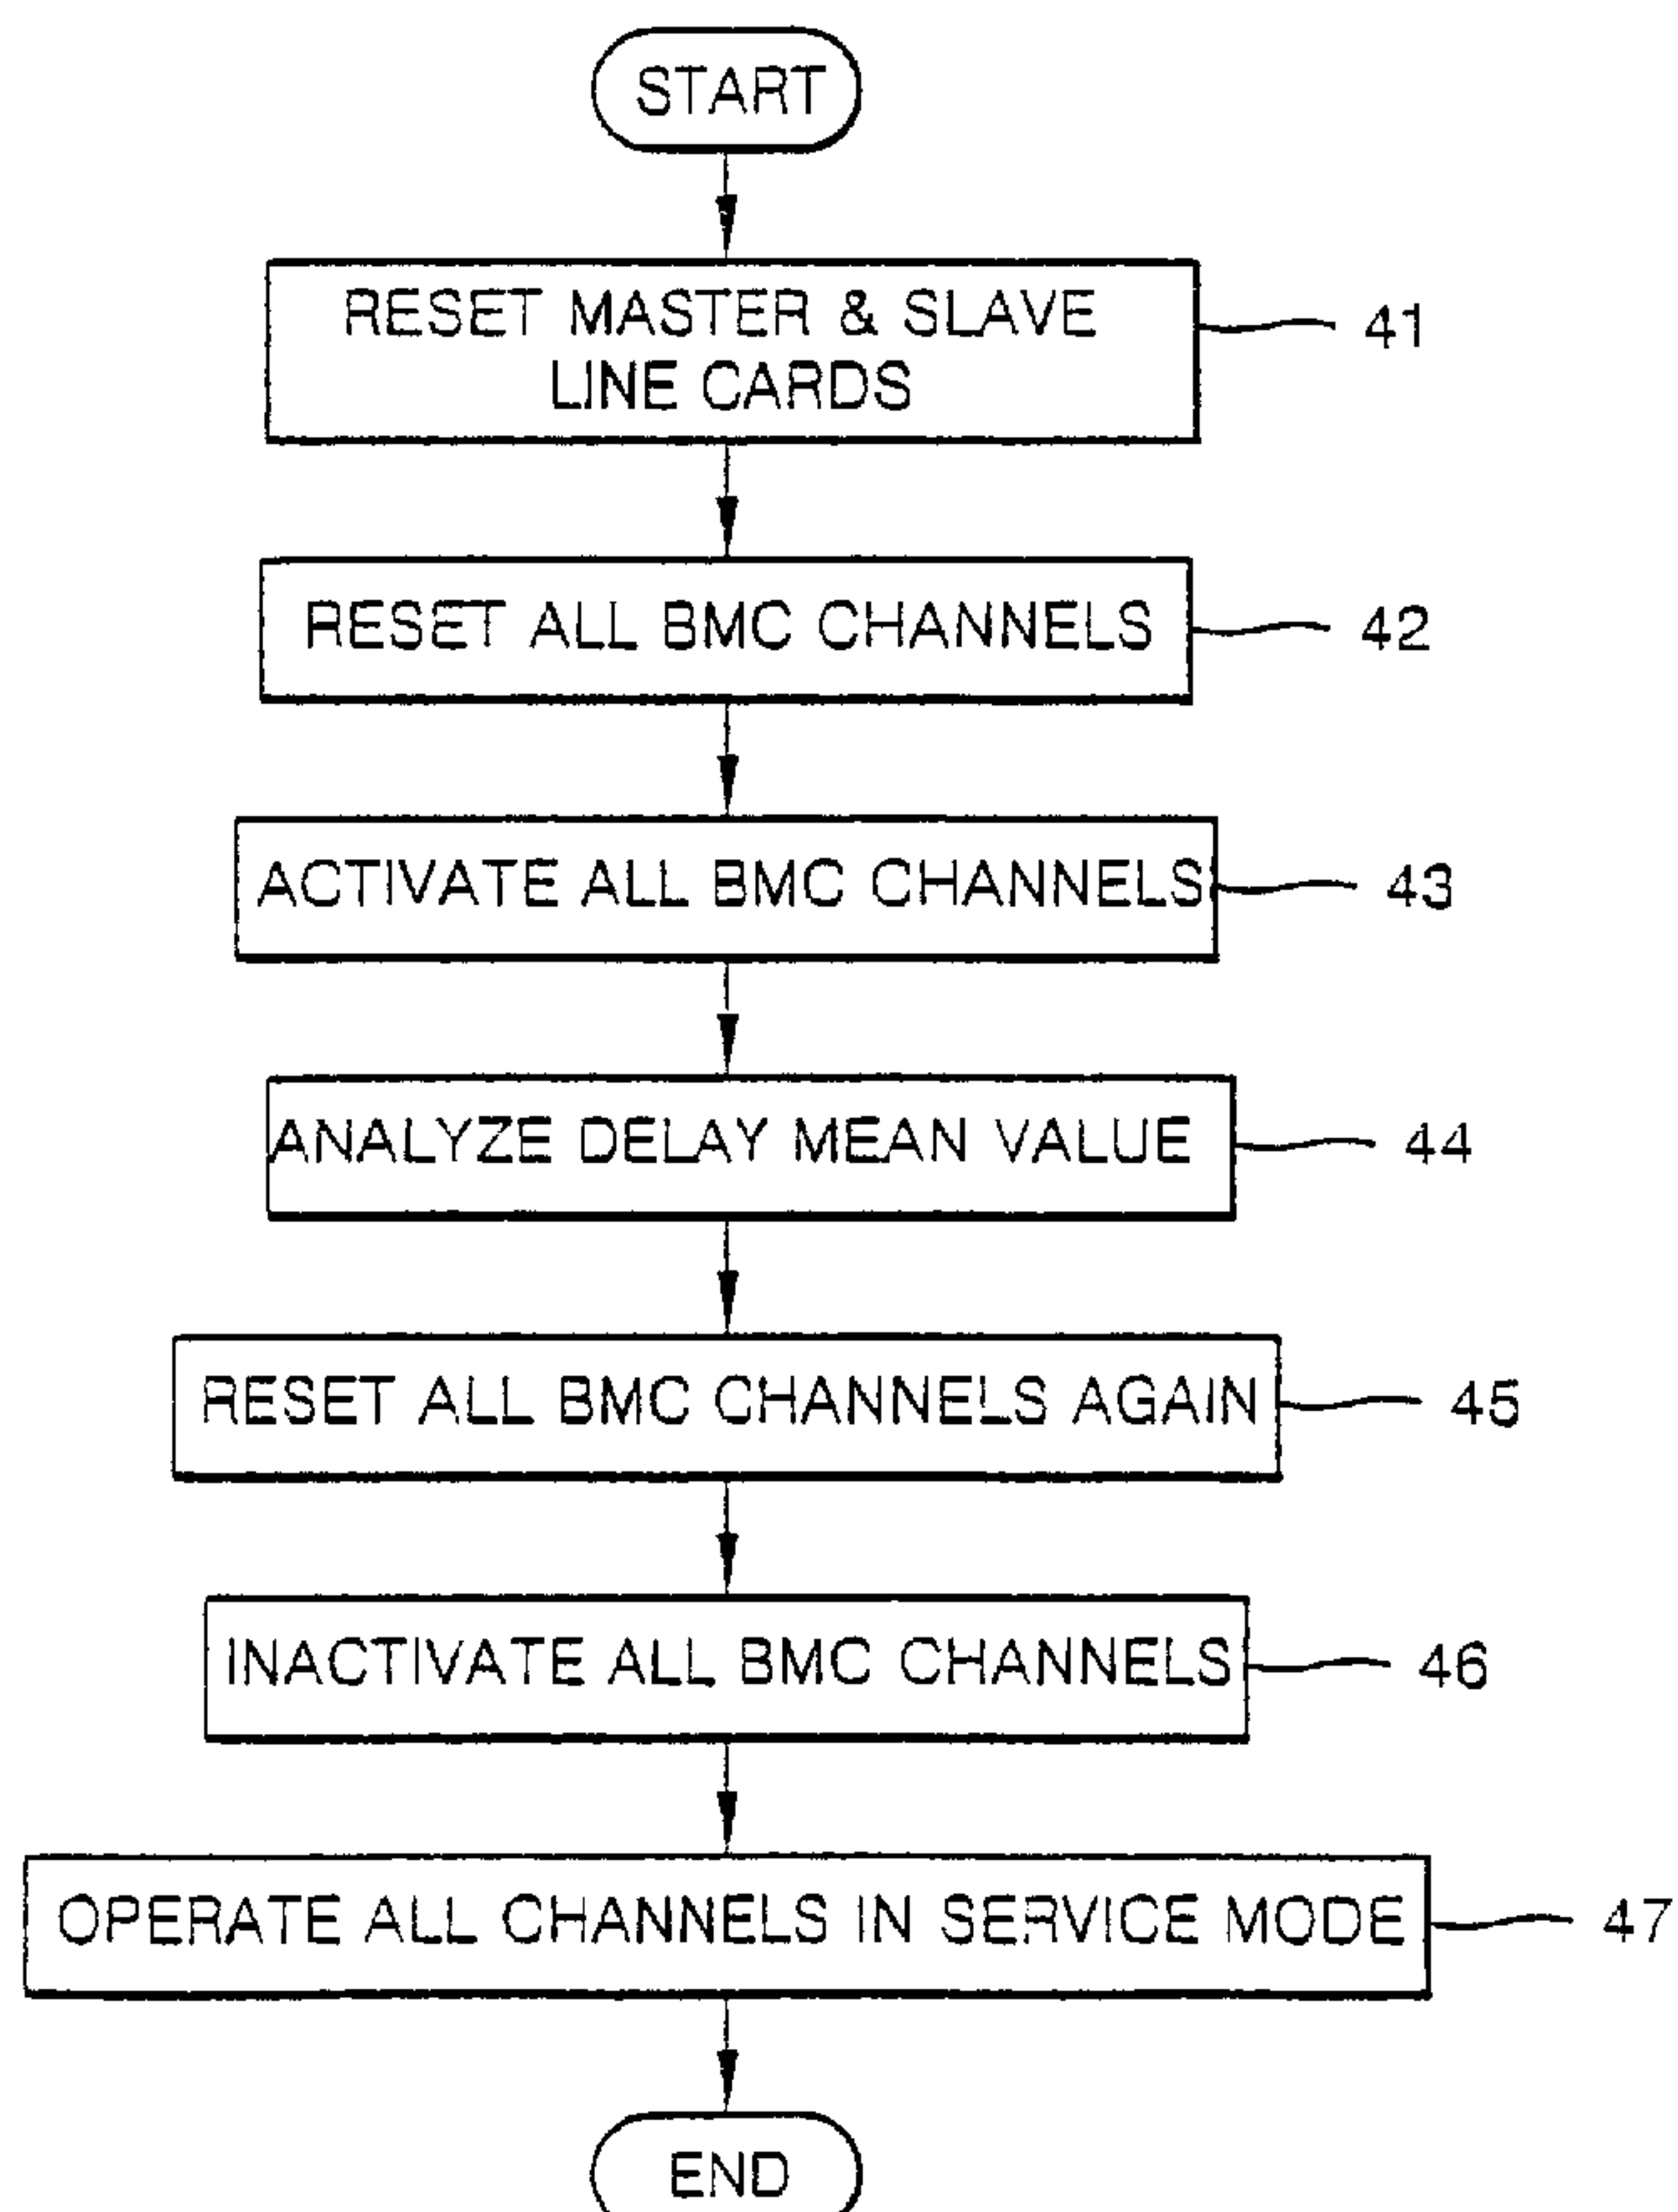 START
RESET MASTER & SLAVE
LINE CARDS
41
RESET ALL BMC CHANNELS
42
ACTIVATE ALL BMC CHANNELS
43
ANALYZE DELAY MEAN VALUE
44
RESET ALL BMC CHANNELS AGAIN
45
INACTIVATE ALL BMC CHANNELS
46
OPERATE ALL CHANNELS IN SERVICE MODE
47
END